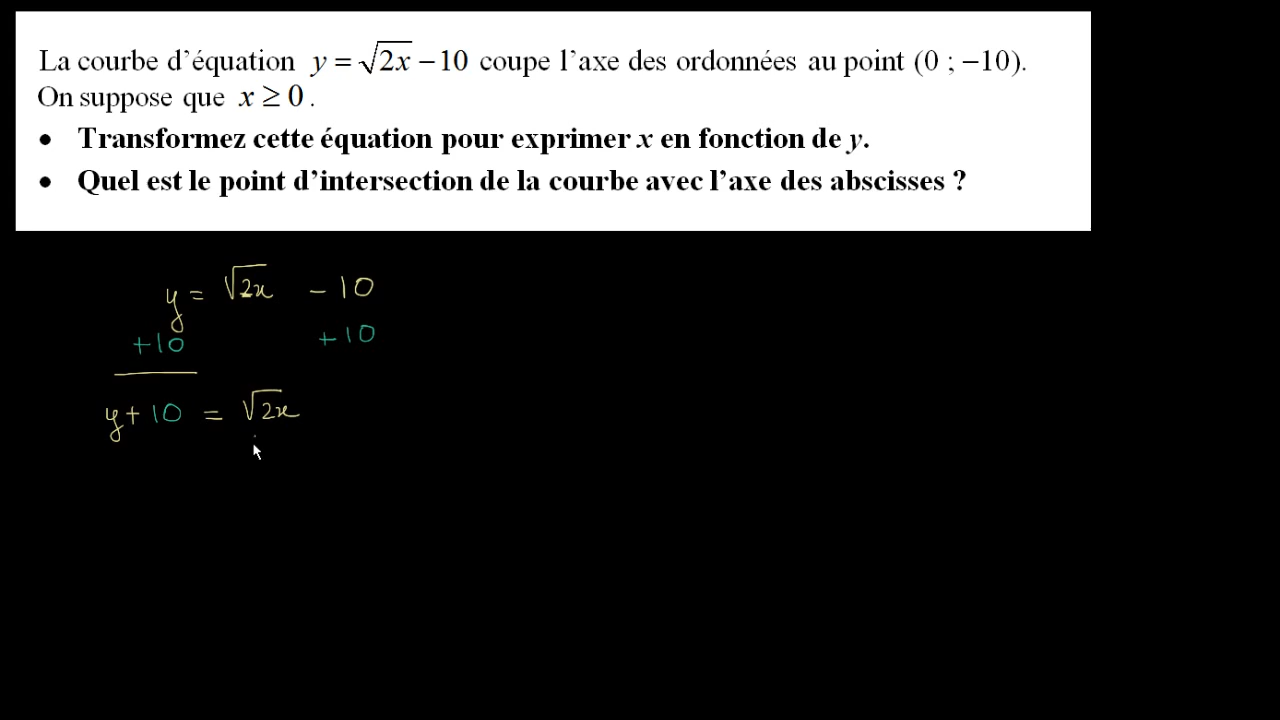 La courbe d'équation y = √2x − 10 coupe l'axe des ordonnées au point (0 ; −10).
On suppose que x ≥ 0 .
• Transformez cette équation pour exprimer x en fonction de y.
• Quel est le point d'intersection de la courbe avec l'axe des abscisses ?
y = √2x − 10
+10 +10
y + 10 = √2x